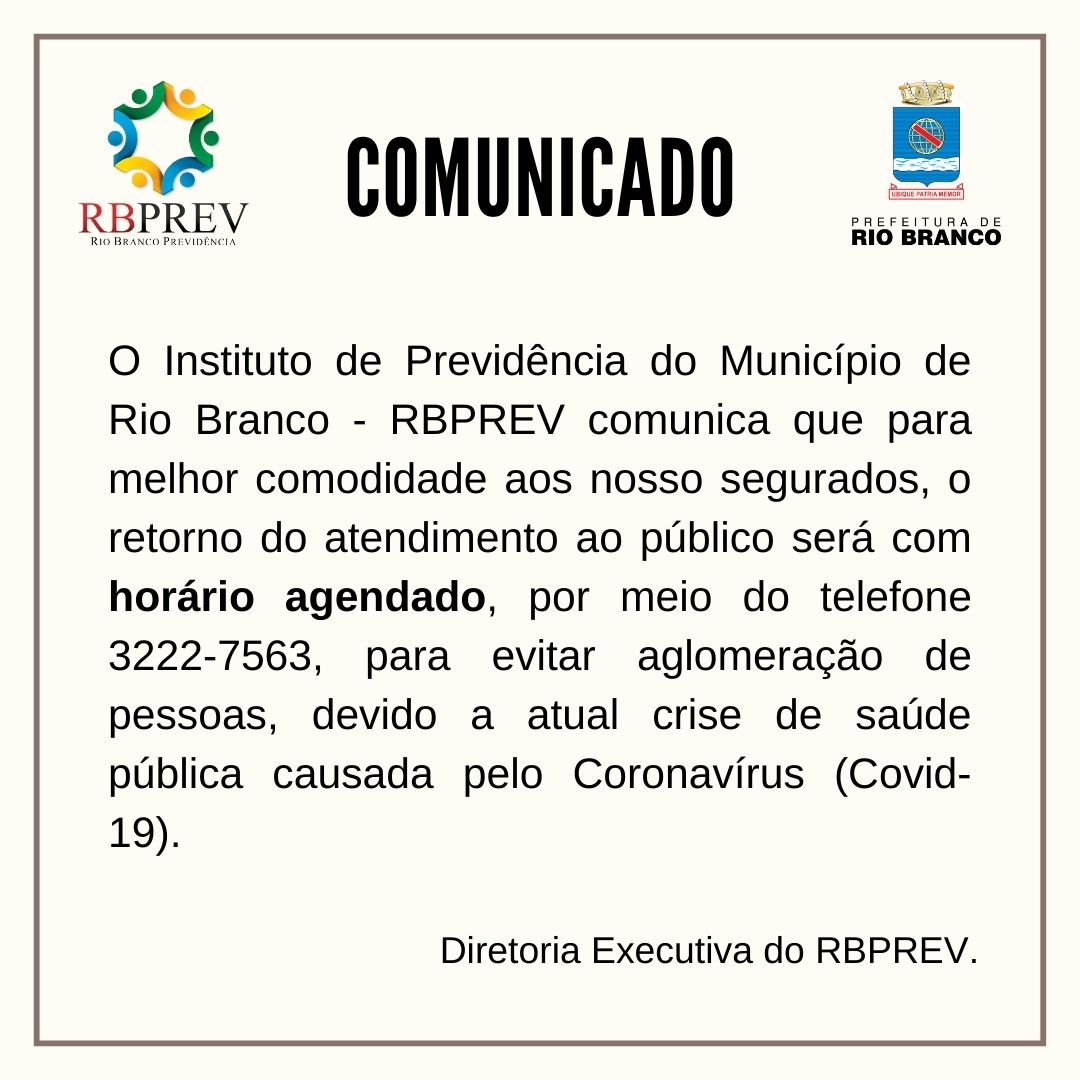 COMUNICADO
RBPREV
RIO BRANCO PREVIDÊNCIA
UBIQUE PATRIA MEMOR
PREFEITURA DE
RIO BRANCO
O Instituto de Previdência do Município de
Rio Branco - RBPREV comunica que para
melhor comodidade aos nosso segurados, o
retorno do atendimento ao público será com
horário agendado, por meio do telefone
3222-7563, para evitar aglomeração de
pessoas, devido a atual crise de saúde
pública causada pelo Coronavírus (Covid-
19).
Diretoria Executiva do RBPREV.